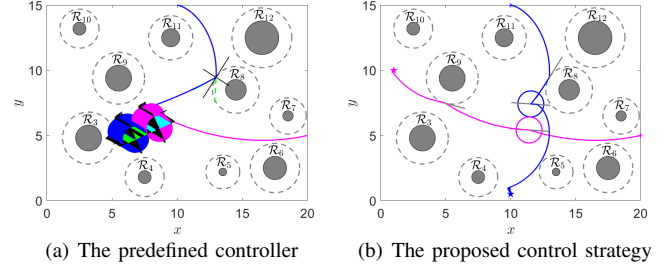 15
10
5
0
y
0
5
10
15
20
x
R10
R11
R12
R9
R8
R7
R3
R4
R5
R6
(a) The predefined controller
15
10
5
0
y
0
5
10
15
20
x
R10
R11
R12
R9
R8
R7
R3
R4
R5
R6
(b) The proposed control strategy